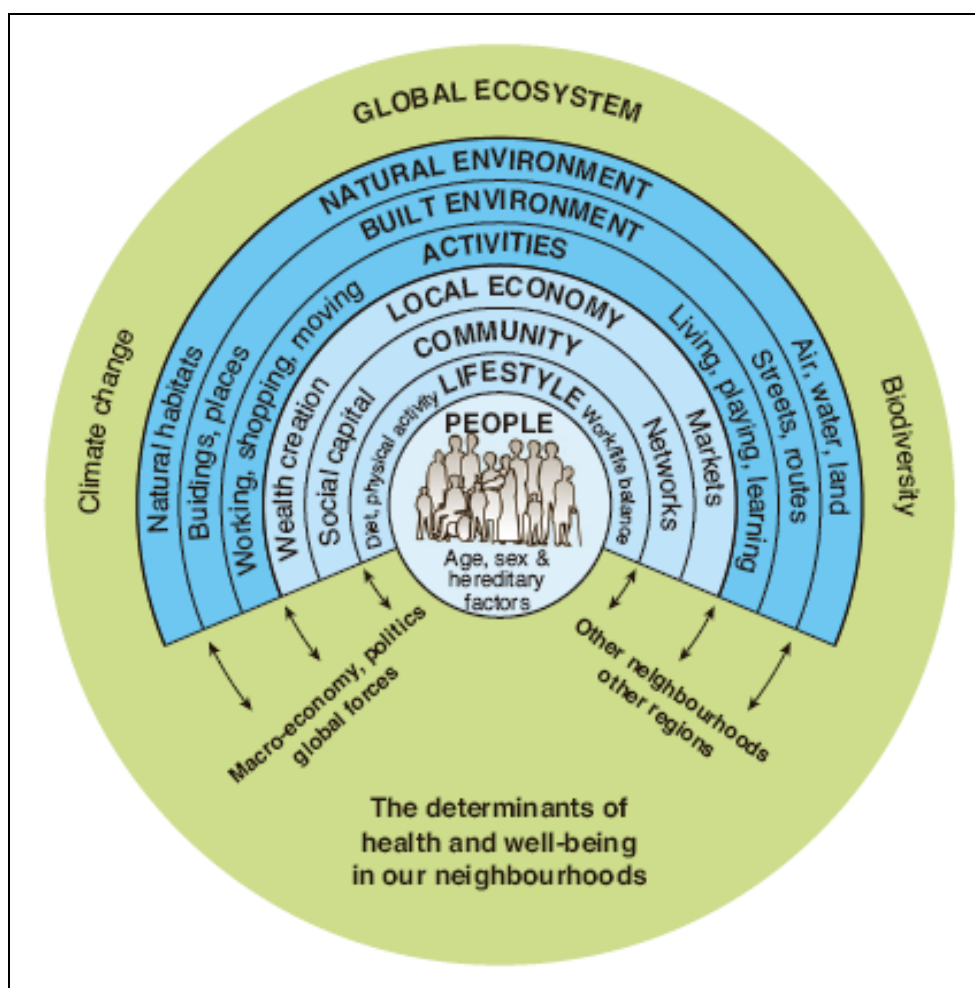 GLOBAL ECOSYSTEM
NATURAL ENVIRONMENT
BUILT ENVIRONMENT
ACTIVITIES
LOCAL ECONOMY
COMMUNITY
LIFESTYLE
PEOPLE
Age, sex &
hereditary
factors
Climate change
Natural habitats
Buidings, places
Working, shopping, moving
Wealth creation
Social capital
Diet, physical activity
Work/life balance
Networks
Markets
Living, playing, learning
Streets, routes
Air, water, land
Biodiversity
Macro-economy, politics
global forces
Other neighbourhoods
other regions
The determinants of
health and well-being
in our neighbourhoods